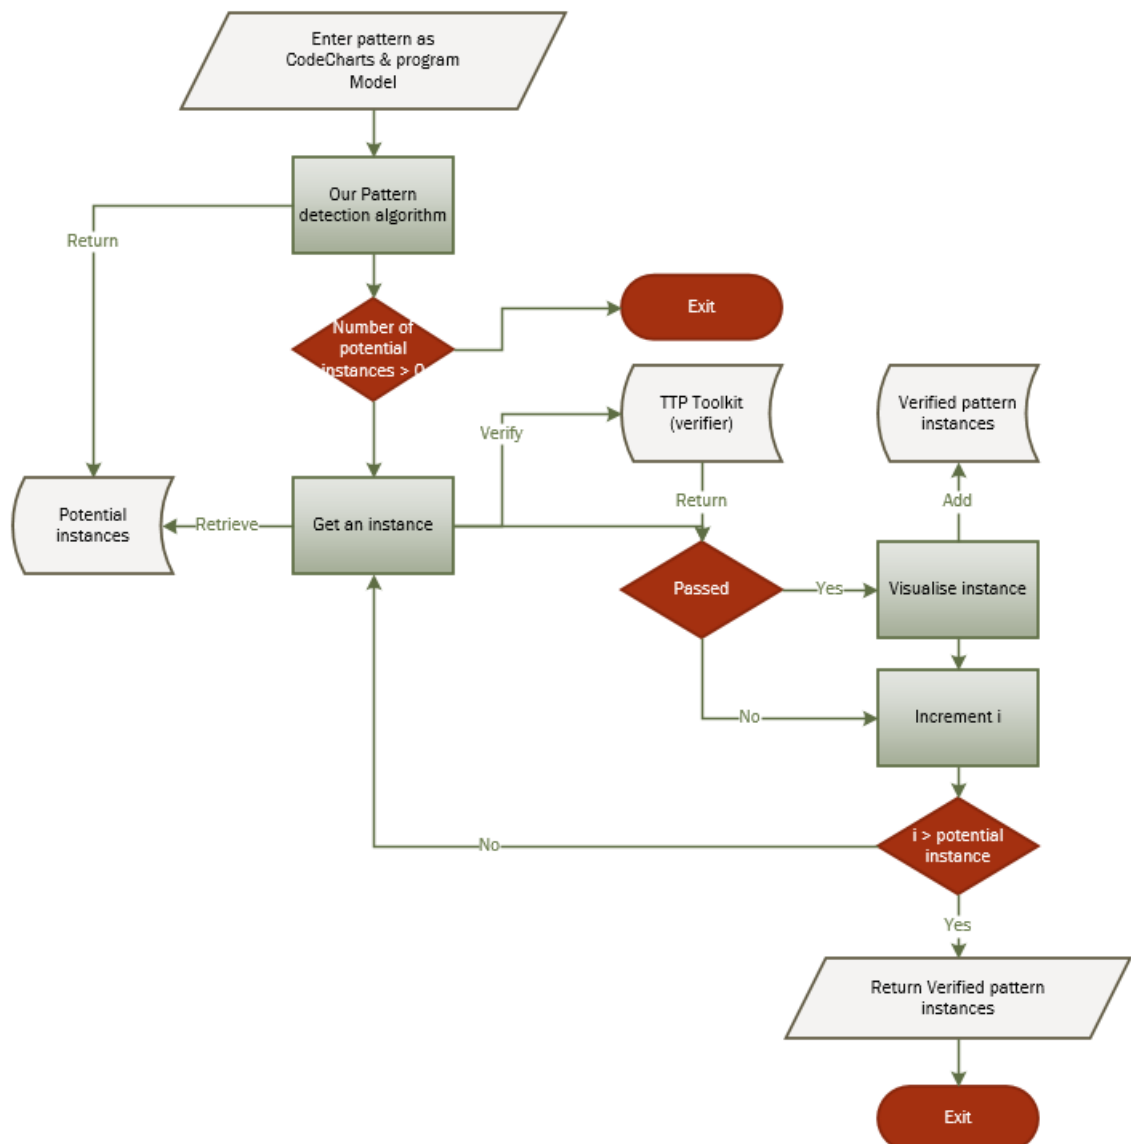 Enter pattern as
CodeCharts & program
Model
Our Pattern
detection algorithm
Return
Number of
potential
instances > 0
Exit
TTP Toolkit
(verifier)
Verified pattern
instances
Verify
Return
Add
Potential
instances
Retrieve
Get an instance
Passed
Yes
Visualise instance
No
Increment i
No
i > potential
instance
Yes
Return Verified pattern
instances
Exit